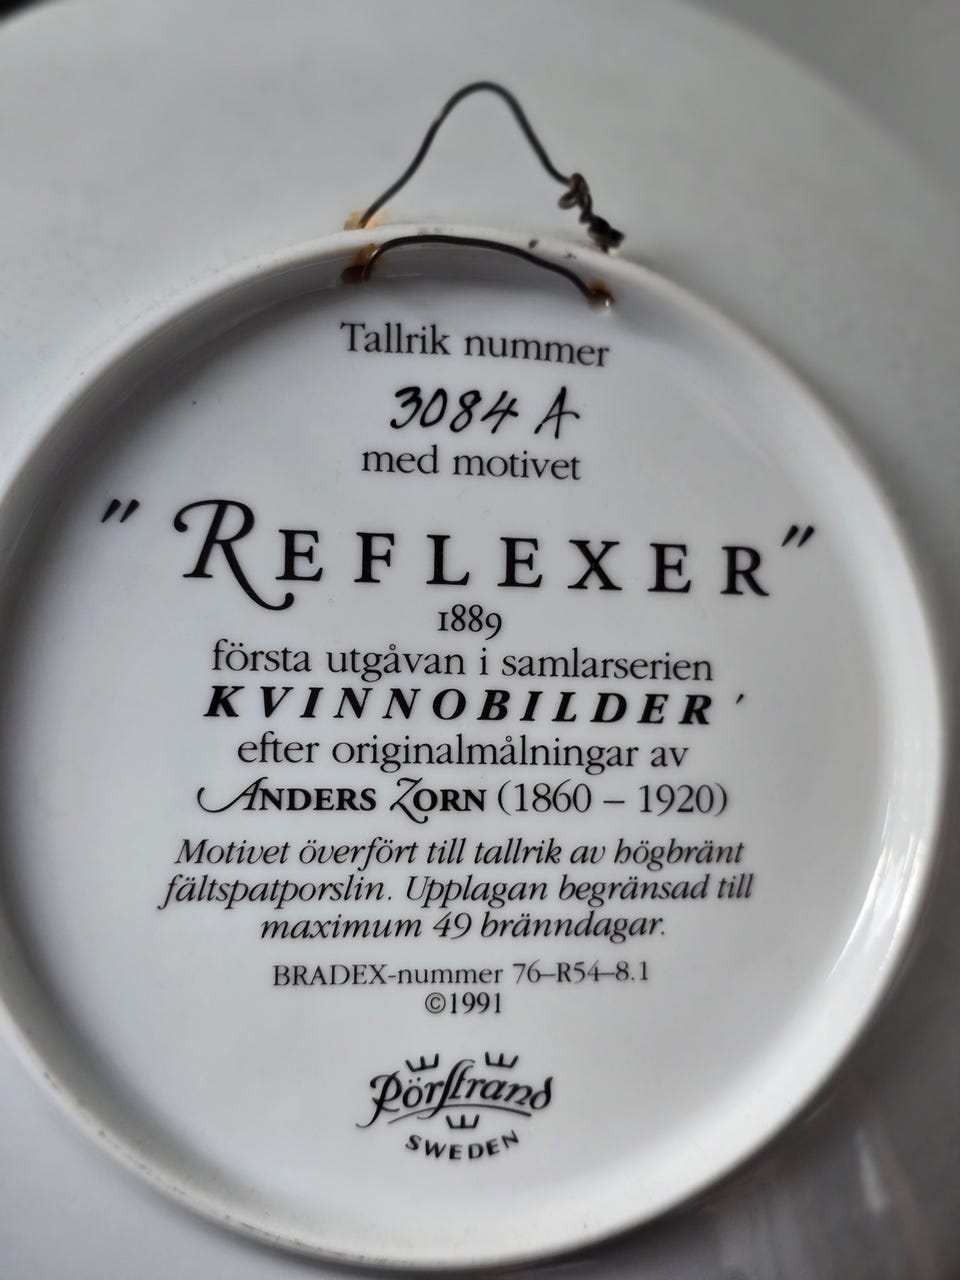 Tallrik nummer
3084 A
med motivet
"REFLEXER"
1889
första utgåvan i samlarserien
KVINNOBILDER'
efter originalmålningar av
ANDERS ZORN (1860 – 1920)
Motivet överfört till tallrik av högbränt
fältspatporslin. Upplagan begränsad till
maximum 49 bränndagar.
BRADEX-nummer 76–R54–8.1
©1991
Rörstrand
SWEDEN